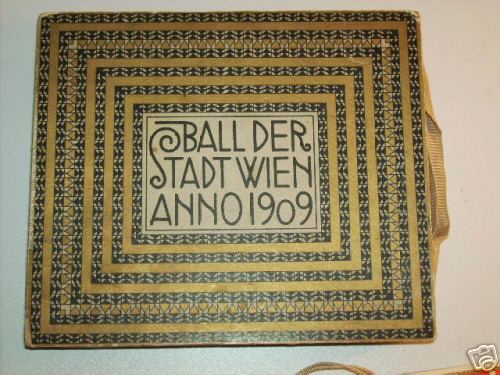 BALL DER
STADT WIEN
ANNO 1909